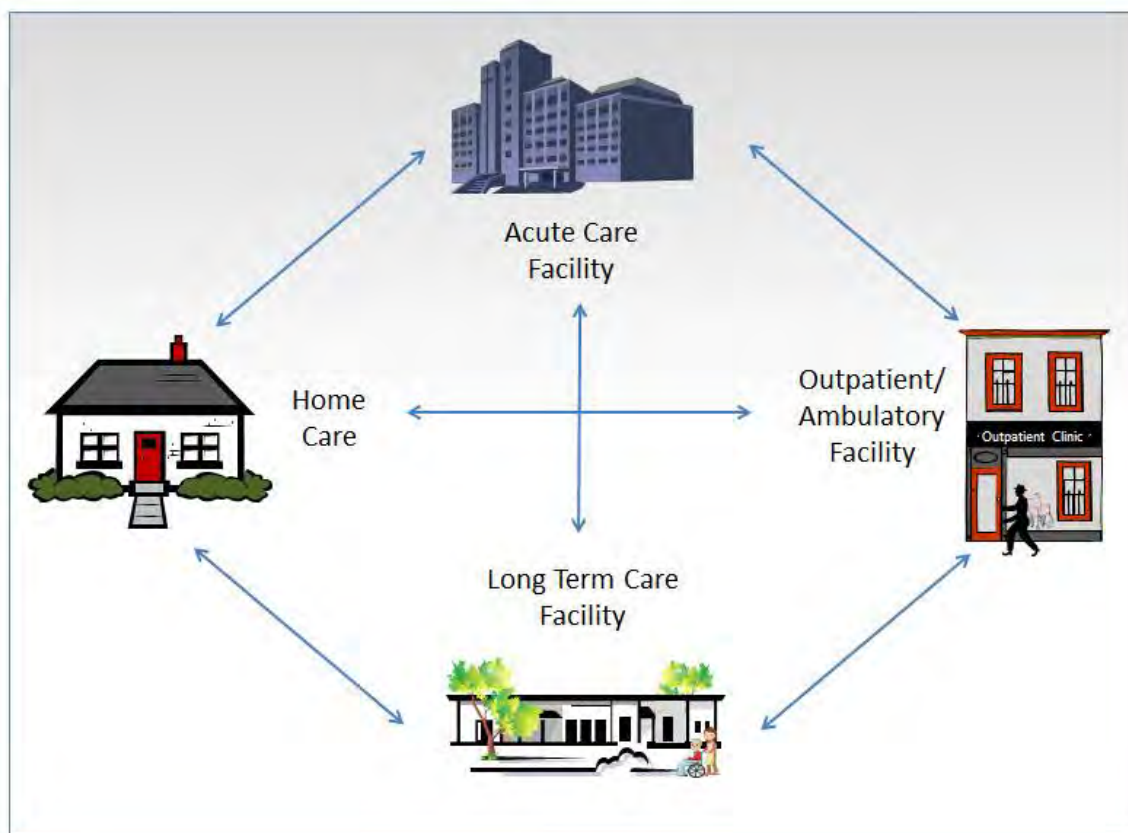 Acute Care
Facility
Home
Care
Outpatient/
Ambulatory
Facility
· Outpatient Clinic ·
Long Term Care
Facility